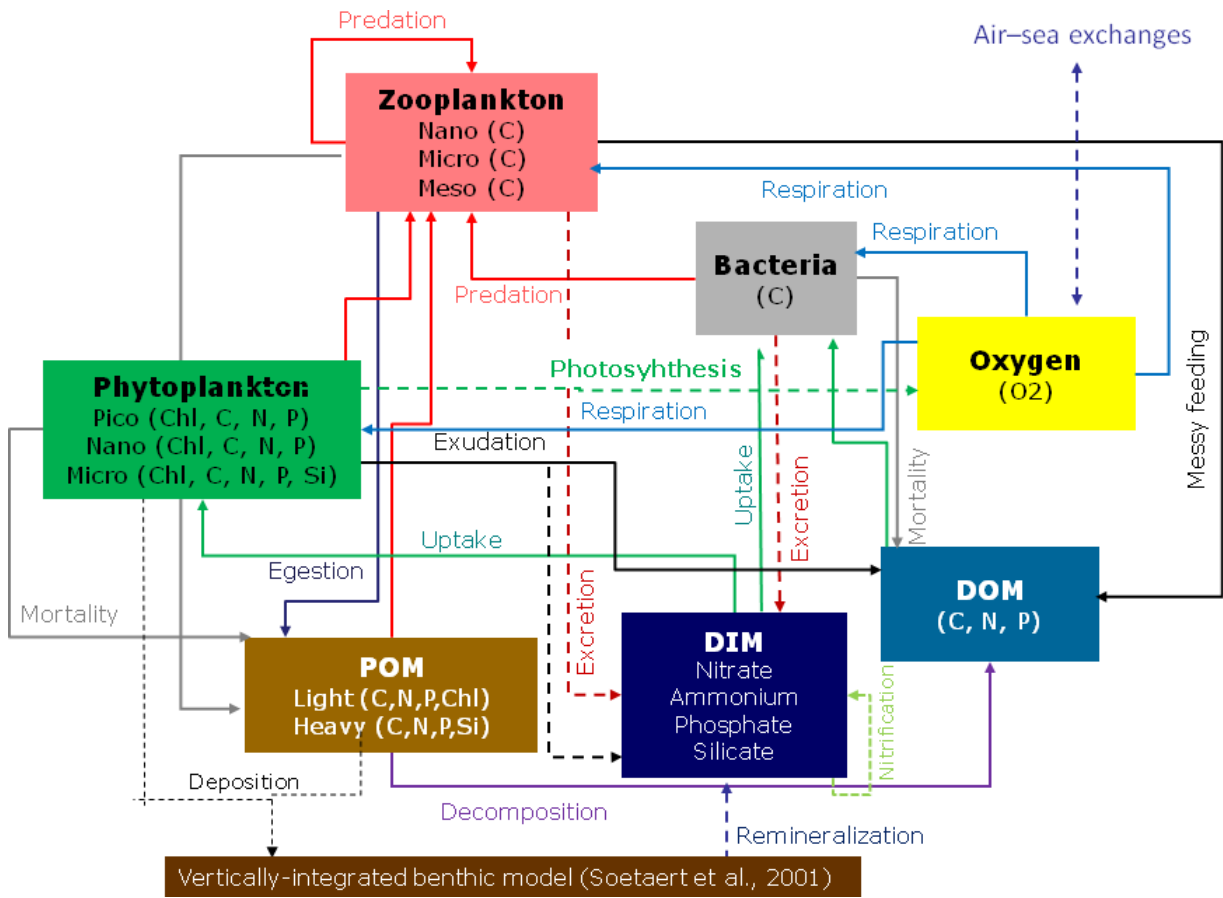 Predation
Air–sea exchanges
Zooplankton
Nano (C)
Micro (C)
Meso (C)
Respiration
Respiration
Bacteria
(C)
Predation
Messy feeding
Oxygen
(O2)
Photosyhthesis
Phytoplankton
Pico (Chl, C, N, P)
Nano (Chl, C, N, P)
Micro (Chl, C, N, P, Si)
Respiration
Exudation
Uptake
Excretion
Mortality
Uptake
Egestion
Mortality
Excretion
DOM
(C, N, P)
POM
Light (C,N,P,Chl)
Heavy (C,N,P,Si)
DIM
Nitrate
Ammonium
Phosphate
Silicate
Nitrification
Deposition
Decomposition
Remineralization
Vertically-integrated benthic model (Soetaert et al., 2001)